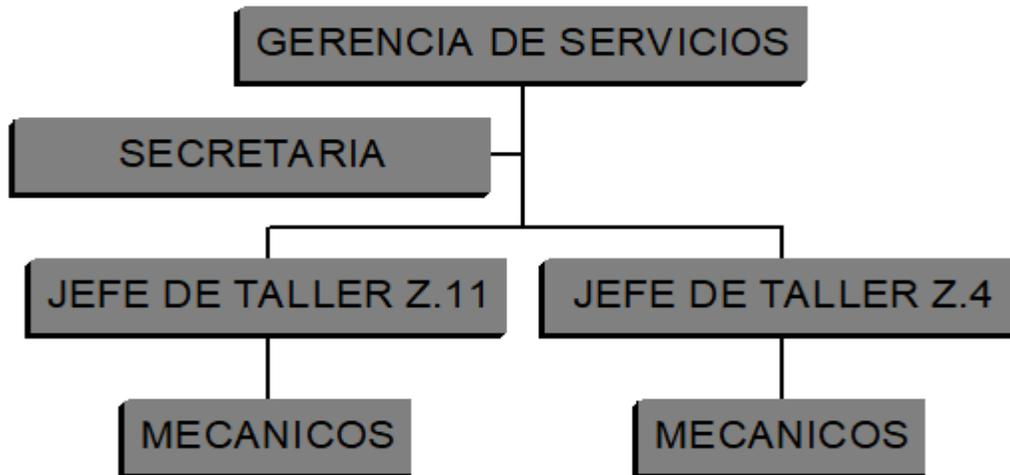 GERENCIA DE SERVICIOS
SECRETARIA
JEFE DE TALLER Z.11
JEFE DE TALLER Z.4
MECANICOS
MECANICOS